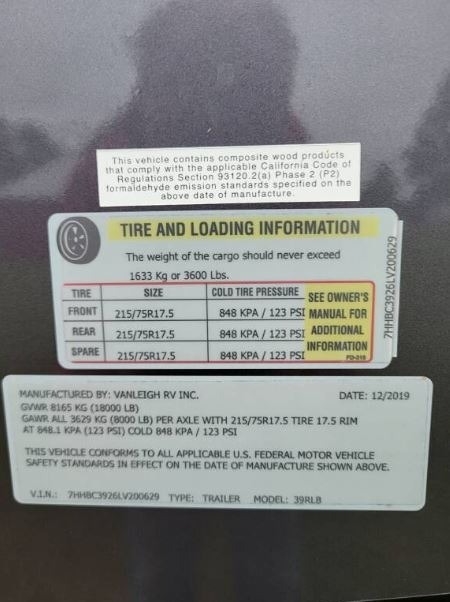 This vehicle contains composite wood products
that comply with the applicable California Code of
Regulations Section 93120.2(a) Phase 2 (P2)
formaldehyde emission standards specified on the
above date of manufacture.
TIRE AND LOADING INFORMATION
The weight of the cargo should never exceed
1633 Kg or 3600 Lbs.
TIRE SIZE COLD TIRE PRESSURE
FRONT 215/75R17.5 848 KPA / 123 PSI
REAR 215/75R17.5 848 KPA / 123 PSI
SPARE 215/75R17.5 848 KPA / 123 PSI
SEE OWNER'S
MANUAL FOR
ADDITIONAL
INFORMATION
PD-018
7HHBC3926LV200629
MANUFACTURED BY: VANLEIGH RV INC. DATE: 12/2019
GVWR 8165 KG (18000 LB)
GAWR ALL 3629 KG (8000 LB) PER AXLE WITH 215/75R17.5 TIRE 17.5 RIM
AT 848.1 KPA (123 PSI) COLD 848 KPA / 123 PSI
THIS VEHICLE CONFORMS TO ALL APPLICABLE U.S. FEDERAL MOTOR VEHICLE
SAFETY STANDARDS IN EFFECT ON THE DATE OF MANUFACTURE SHOWN ABOVE.
V.I.N.: 7HHBC3926LV200629 TYPE: TRAILER MODEL: 39RLB